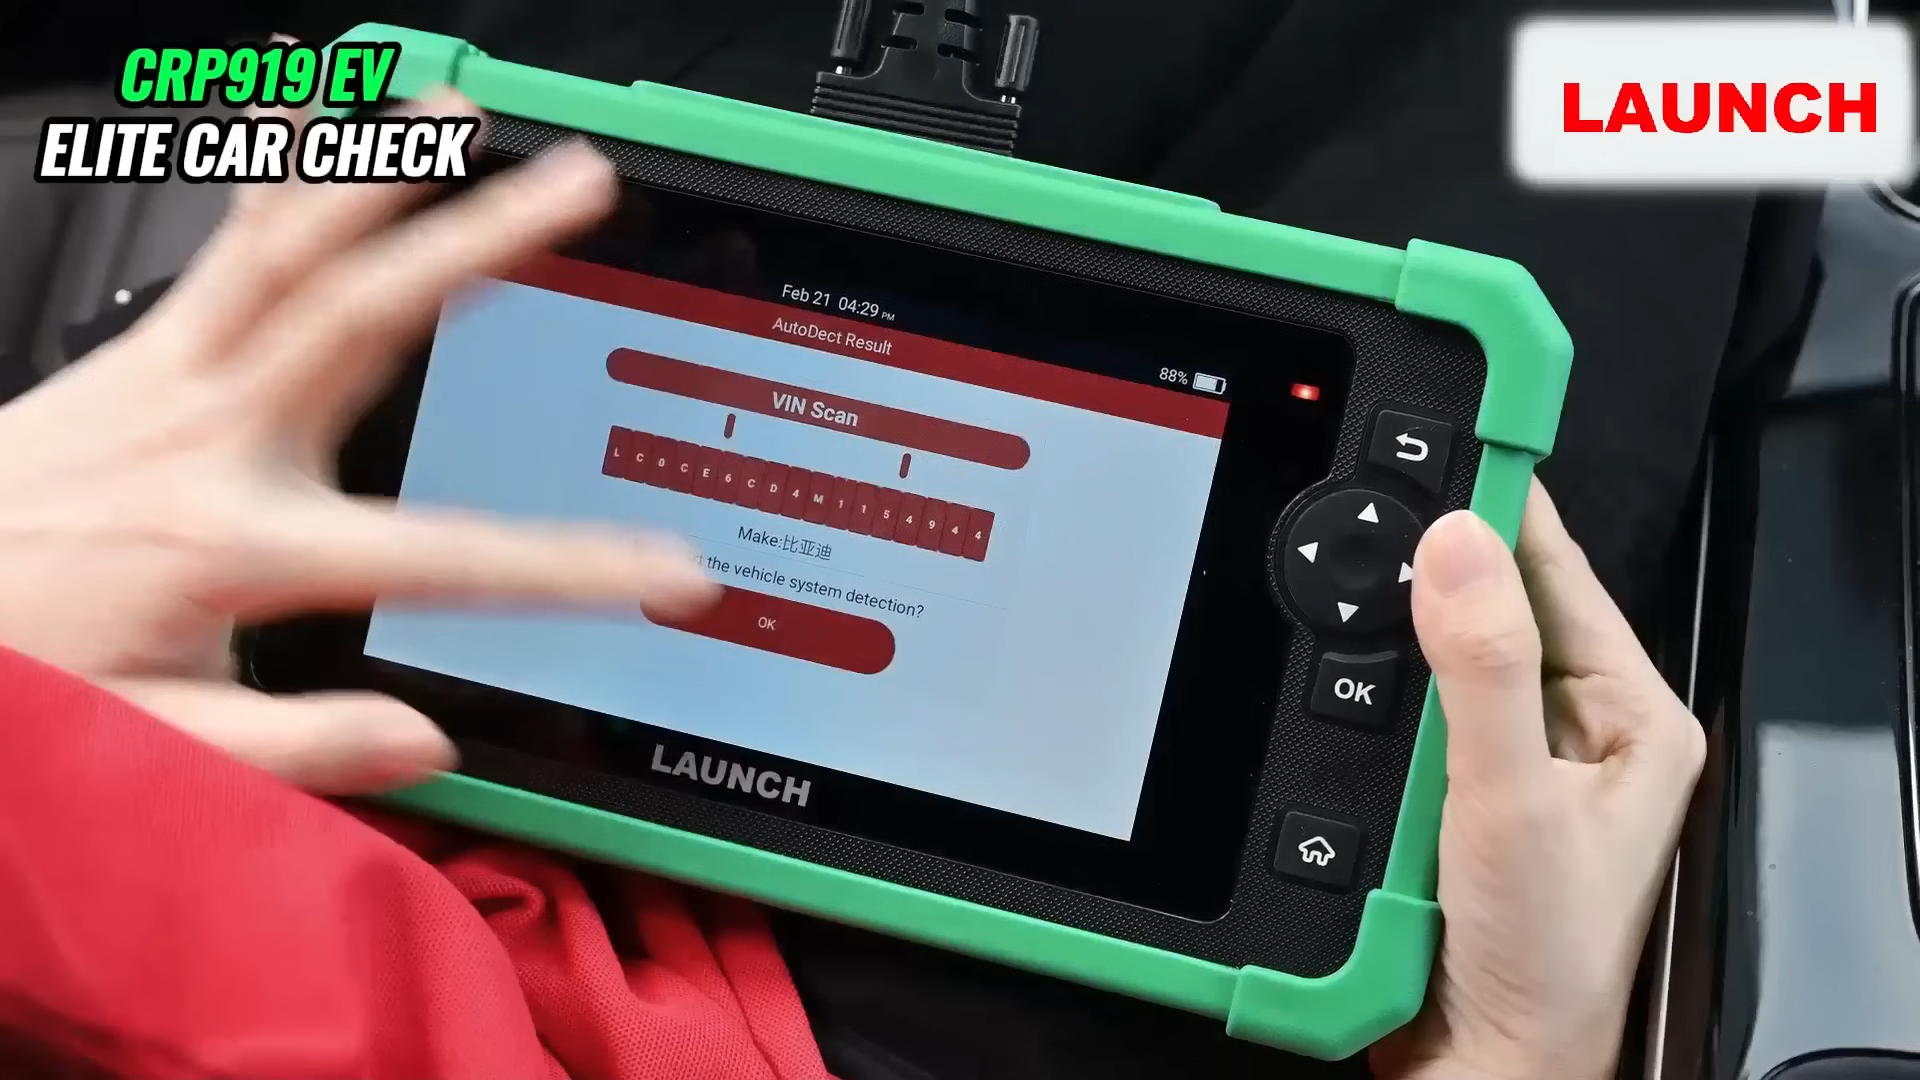 CRP919 EV
ELITE CAR CHECK
LAUNCH
Feb 21 04:29 PM
AutoDect Result
88%
VIN Scan
L C 0 C E 6 C D 4 M 1 1 5 4 9 4 4
Make:比亚迪
the vehicle system detection?
OK
OK
LAUNCH